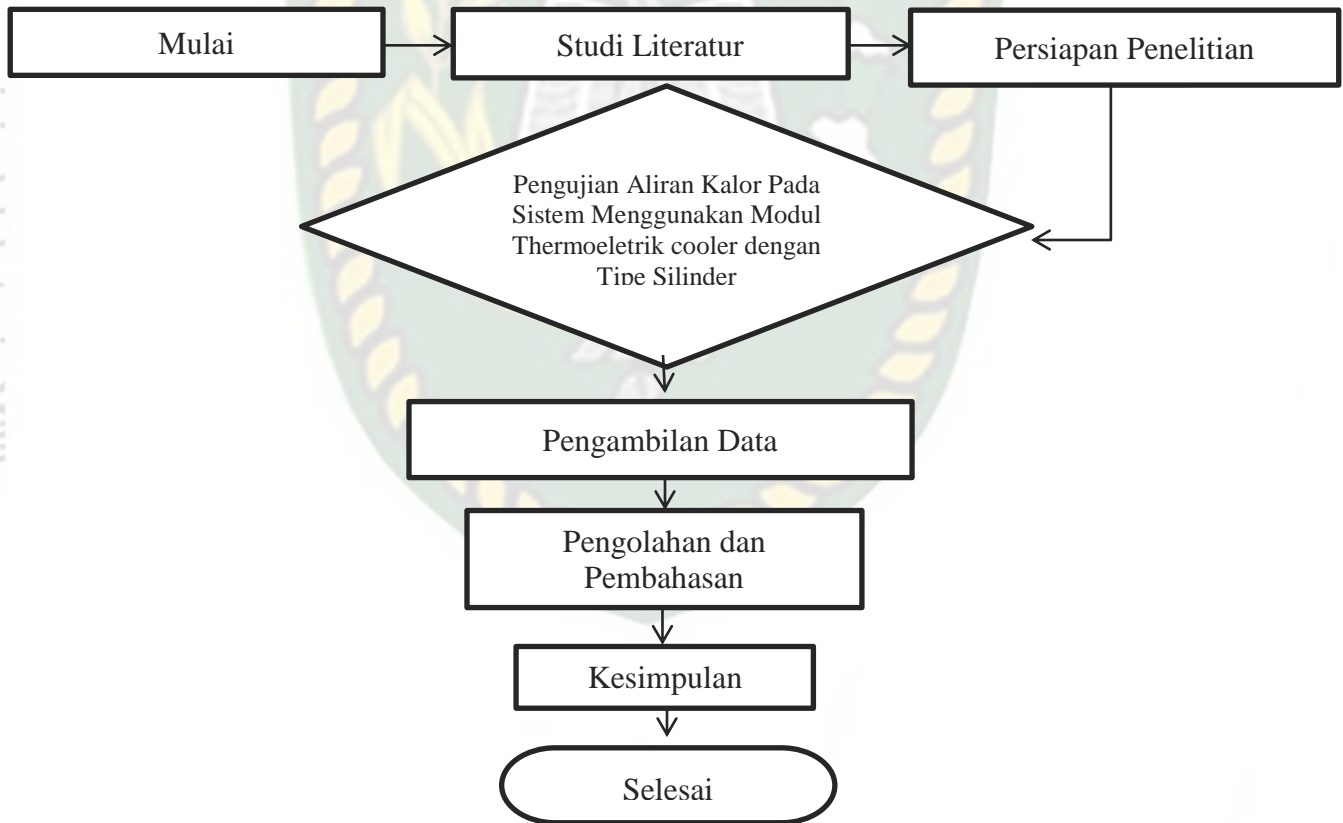 Mulai
Studi Literatur
Persiapan Penelitian
Pengujian Aliran Kalor Pada
Sistem Menggunakan Modul
Thermoeletrik cooler dengan
Tipe Silinder
Pengambilan Data
Pengolahan dan
Pembahasan
Kesimpulan
Selesai